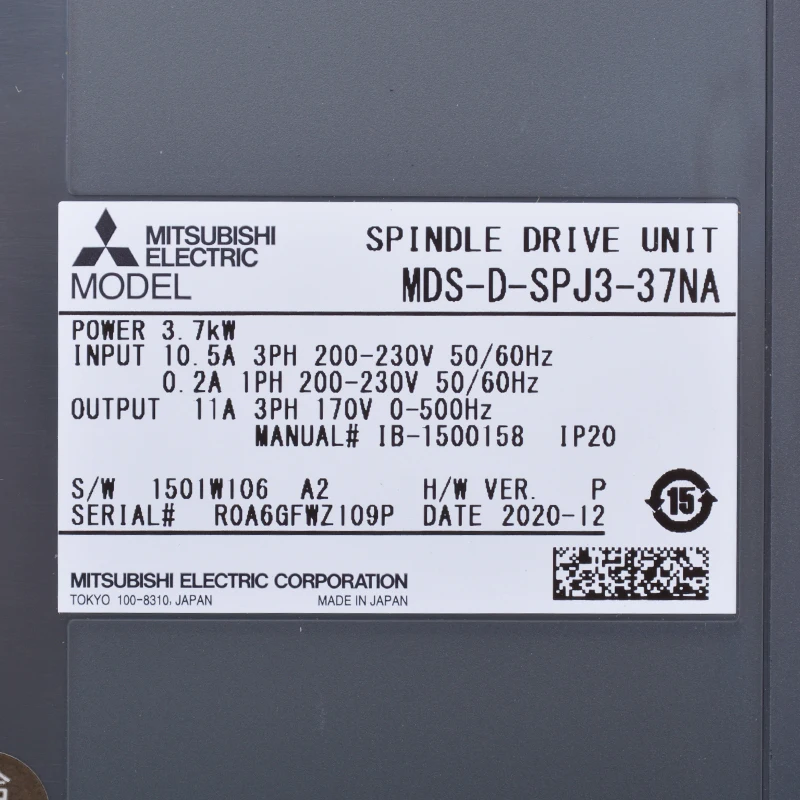 MITSUBISHI
ELECTRIC
SPINDLE DRIVE UNIT
MODEL MDS-D-SPJ3-37NA
POWER 3.7kW
INPUT 10.5A 3PH 200-230V 50/60Hz
0.2A 1PH 200-230V 50/60Hz
OUTPUT 11A 3PH 170V 0-500Hz
MANUAL# IB-1500158 IP20
S/W 1501W106 A2 H/W VER. P
SERIAL# R0A6GFWZ109P DATE 2020-12
15
MITSUBISHI ELECTRIC CORPORATION
TOKYO 100-8310, JAPAN MADE IN JAPAN